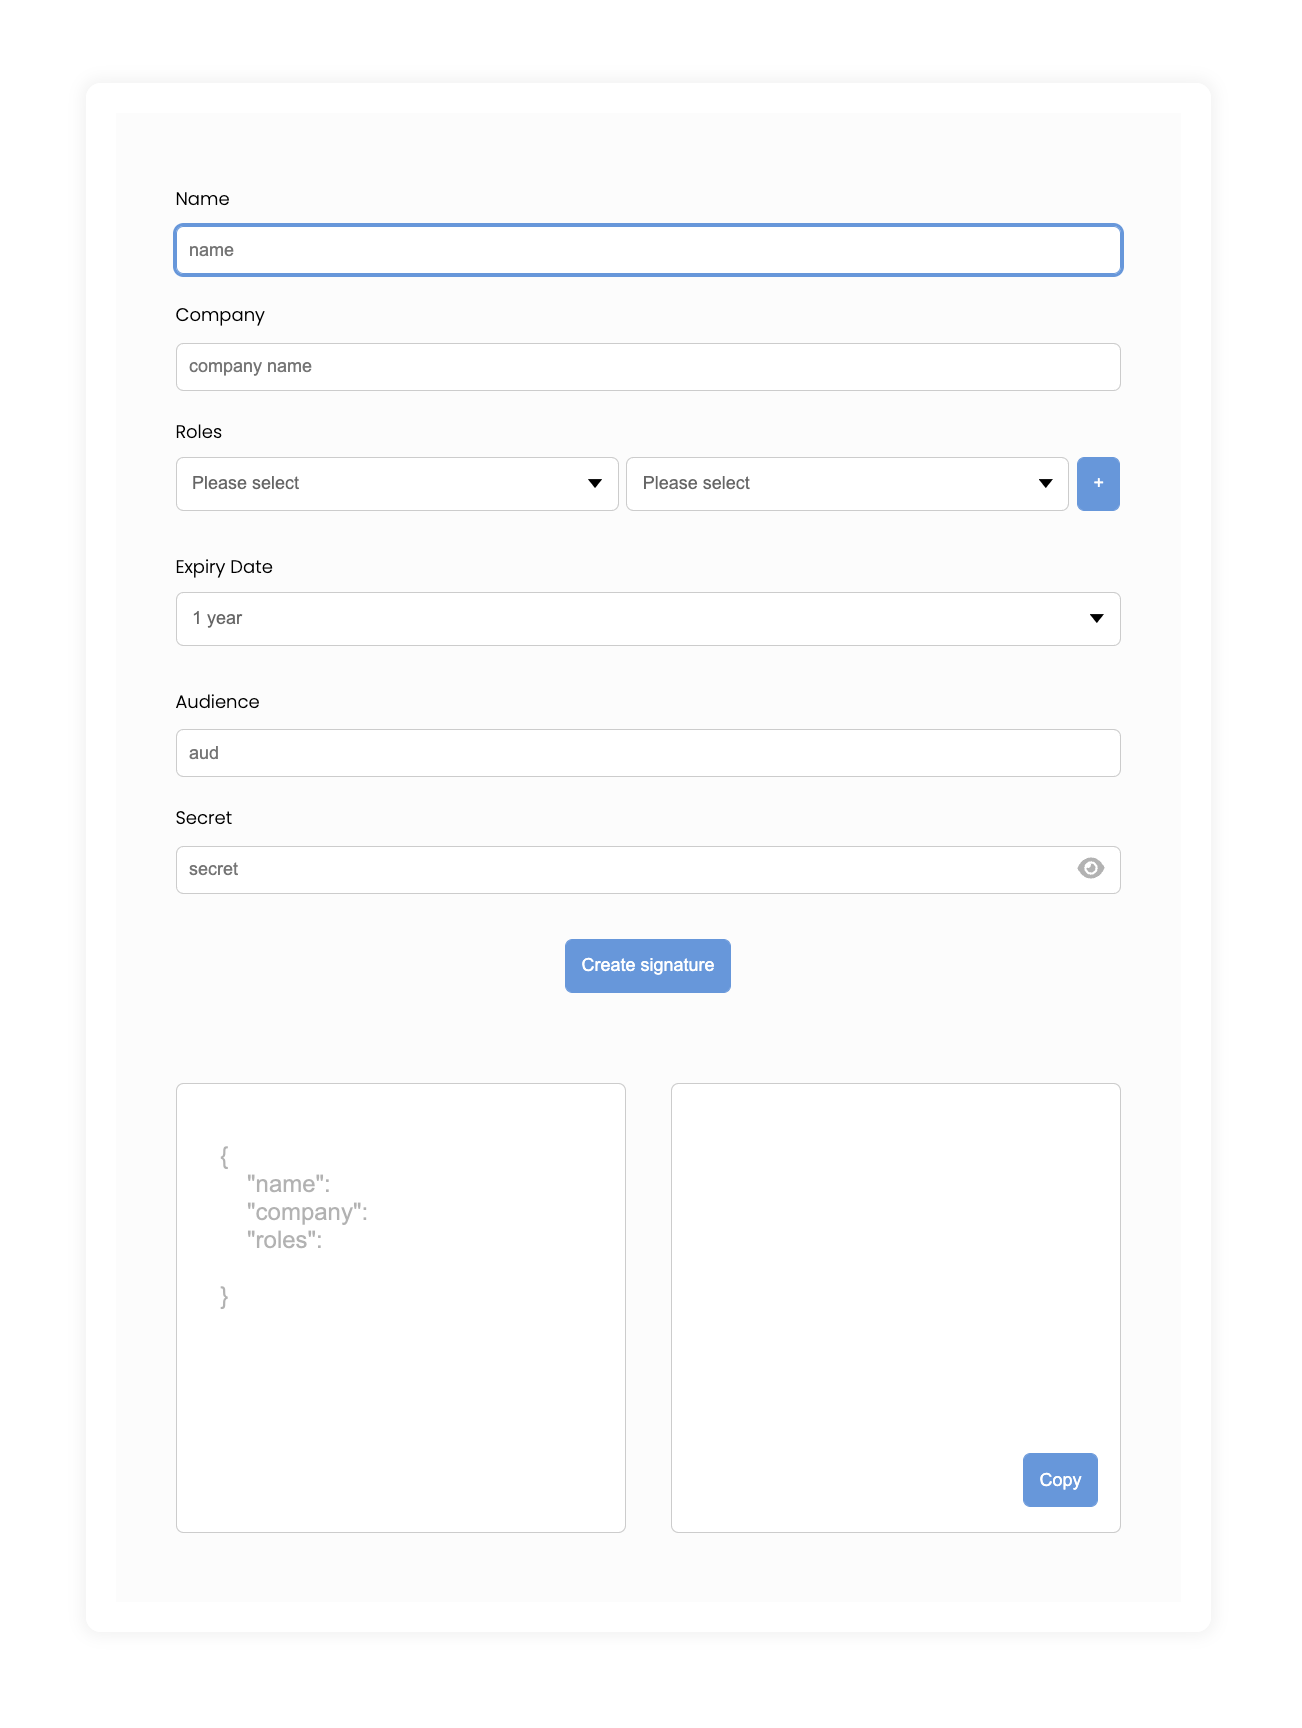 Name
name
Company
company name
Roles
Please select Please select +
Expiry Date
1 year
Audience
aud
Secret
secret
Create signature
{
"name":
"company":
"roles":
}
Copy